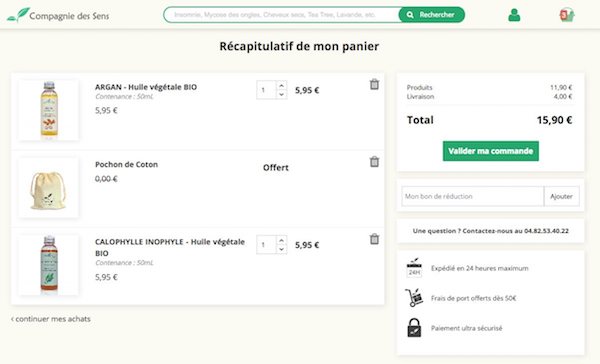 Compagnie des Sens
Insomnie, Mycose des ongles, Cheveux secs, Tea Tree, Lavande, etc.
Rechercher
Récapitulatif de mon panier
ARGAN - Huile végétale BIO
Contenance : 50mL
5,95 €
1
5,95 €
Pochon de Coton
0,00 €
Offert
CALOPHYLLE INOPHYLE - Huile végétale
BIO
Contenance : 50mL
5,95 €
1
5,95 €
‹ continuer mes achats
Produits 11,90 €
Livraison 4,00 €
Total 15,90 €
Valider ma commande
Mon bon de réduction
Ajouter
Une question ? Contactez-nous au 04.82.53.40.22
24H
Expédié en 24 heures maximum
Frais de port offerts dès 50€
Paiement ultra sécurisé